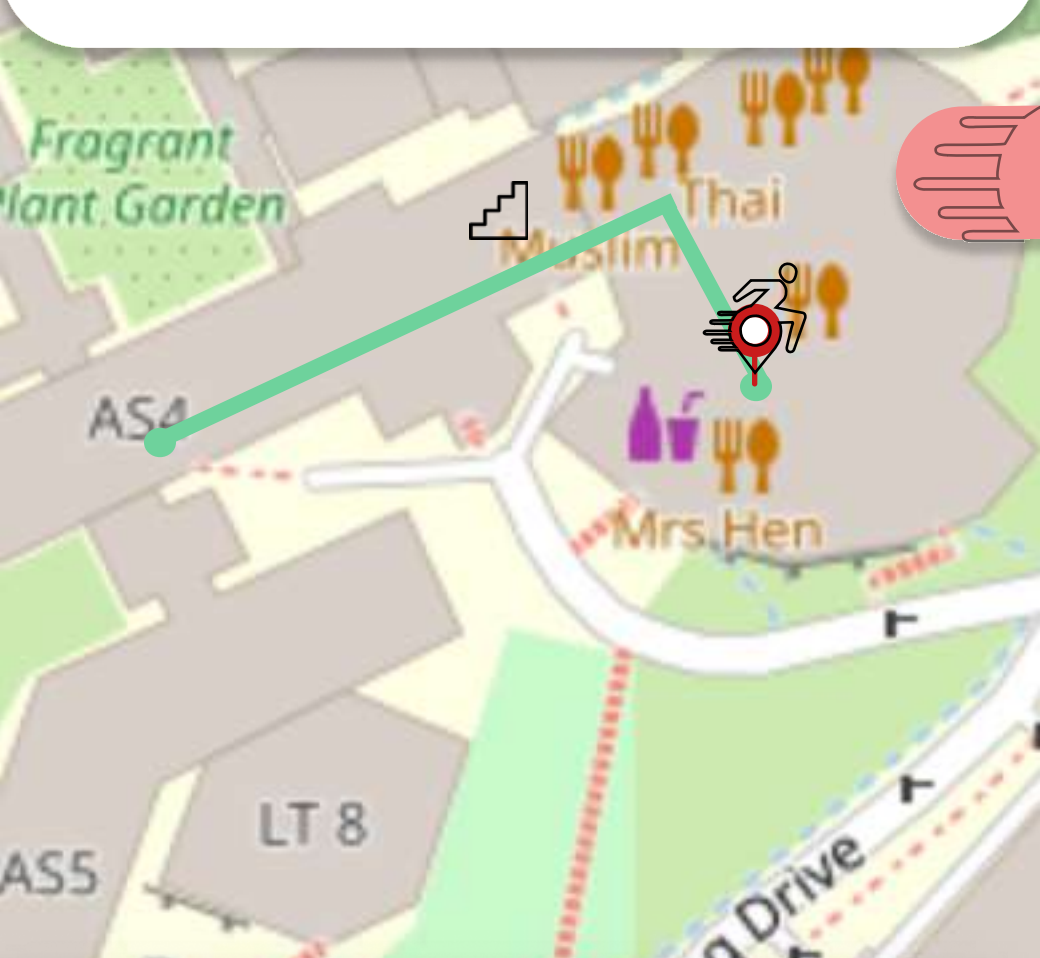 Fragrant
Plant Garden
Thai
Muslim
AS4
Mrs Hen
LT 8
AS5
g Drive